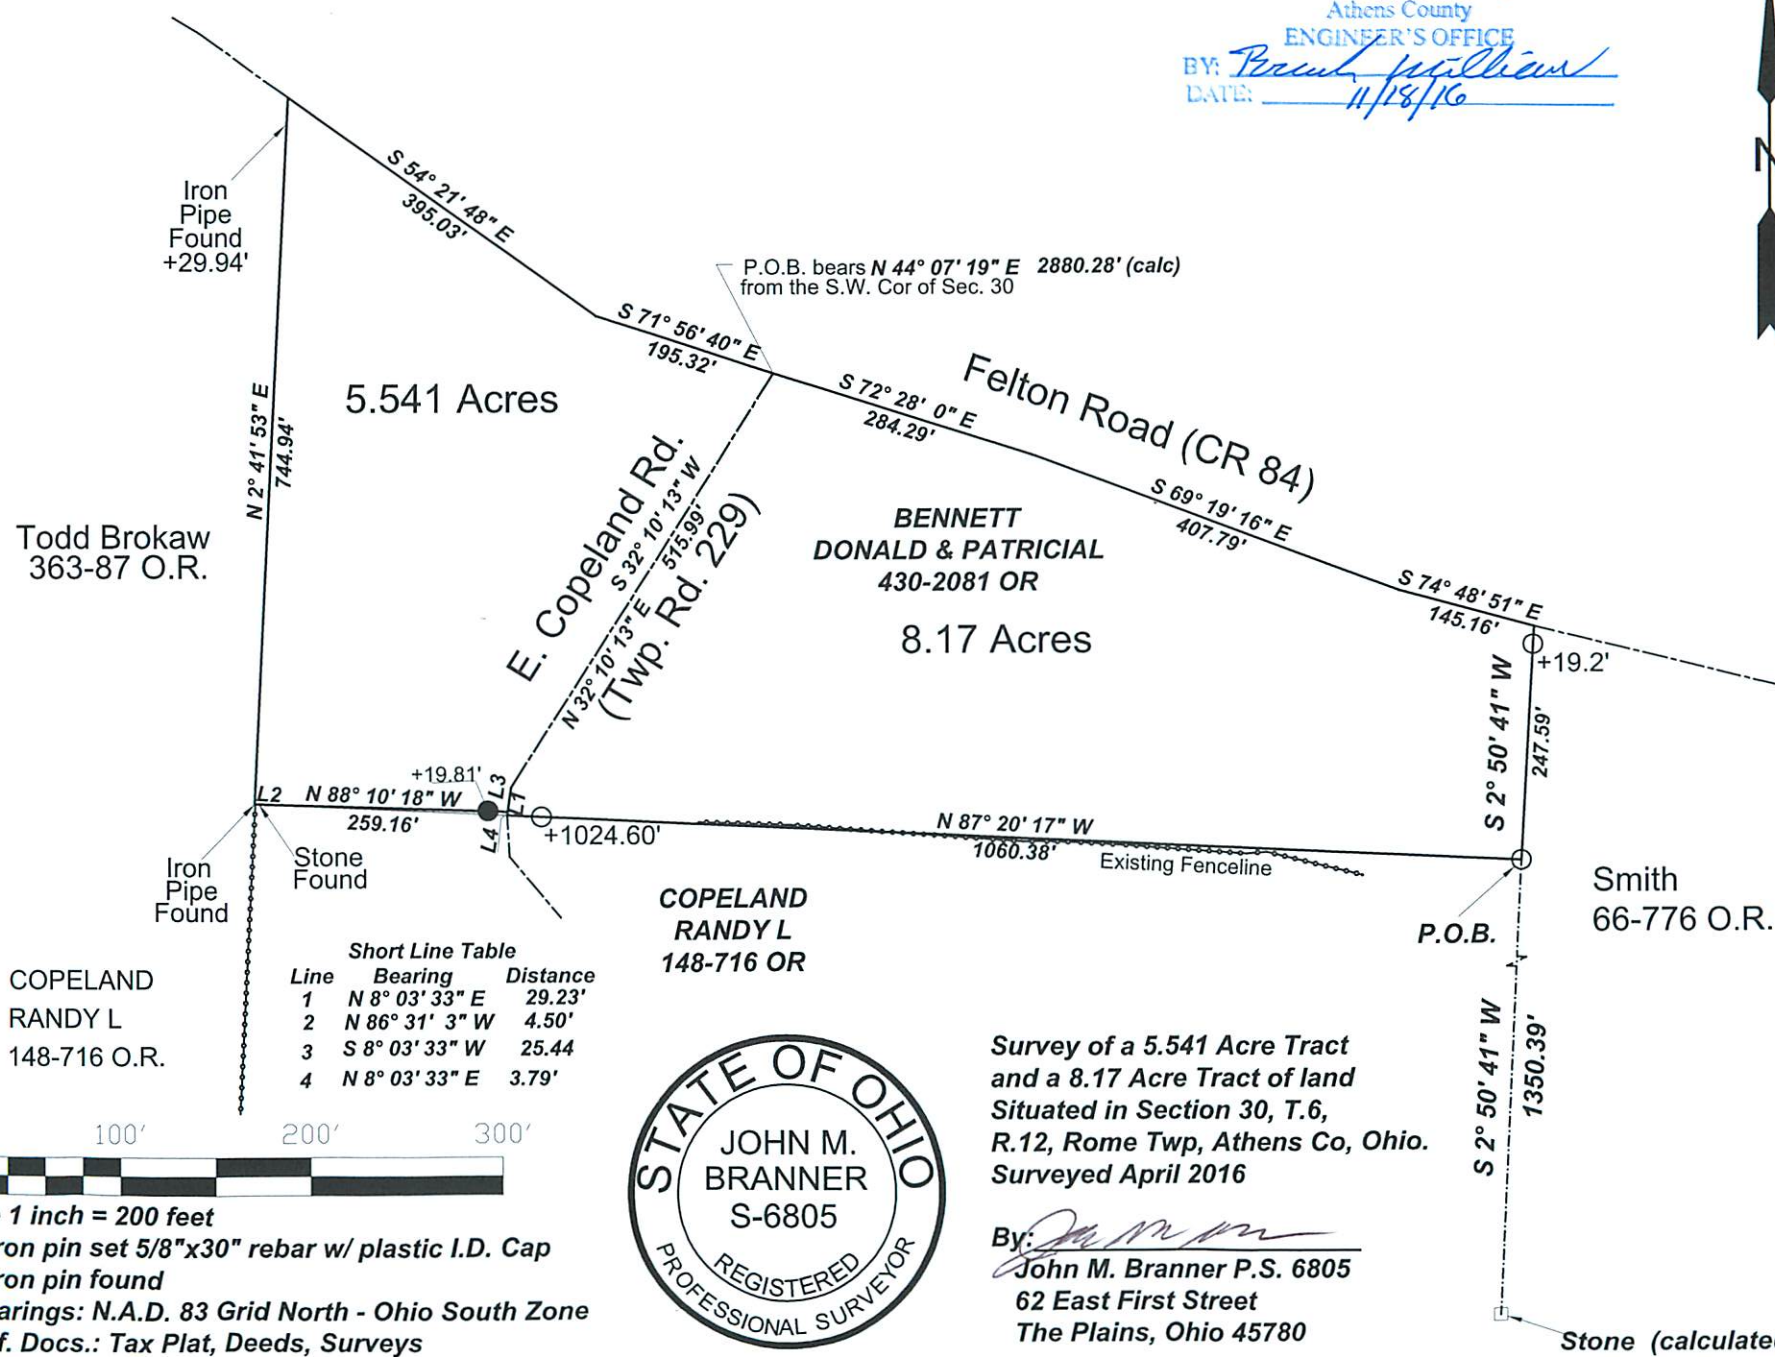 Athens County
ENGINEER'S OFFICE
BY:
DATE: 11/18/16
N
Iron
Pipe
Found
+29.94'
S 54° 21' 48" E
395.03'
P.O.B. bears N 44° 07' 19" E 2880.28' (calc)
from the S.W. Cor of Sec. 30
S 71° 56' 40" E
195.32'
5.541 Acres
N 2° 41' 53" E
744.94'
Felton Road (CR 84)
S 72° 28' 0" E
284.29'
E. Copeland Rd.
S 32° 10' 13" W
515.99'
N 32° 10' 13" E
(Twp. Rd. 229)
S 69° 19' 16" E
407.79'
BENNETT
DONALD & PATRICIAL
430-2081 OR
8.17 Acres
Todd Brokaw
363-87 O.R.
S 74° 48' 51" E
145.16'
+19.2'
S 2° 50' 41" W
247.59'
L2
N 88° 10' 18" W
259.16'
+19.81'
L3
L1
L4
+1024.60'
N 87° 20' 17" W
1060.38'
Existing Fenceline
Iron
Pipe
Found
Stone
Found
Smith
66-776 O.R.
P.O.B.
COPELAND
RANDY L
148-716 OR
COPELAND
RANDY L
148-716 O.R.
Short Line Table
Line Bearing Distance
1 N 8° 03' 33" E 29.23'
2 N 86° 31' 3" W 4.50'
3 S 8° 03' 33" W 25.44
4 N 8° 03' 33" E 3.79'
S 2° 50' 41" W
1350.39'
100' 200' 300'
1 inch = 200 feet
ron pin set 5/8"x30" rebar w/ plastic I.D. Cap
ron pin found
arings: N.A.D. 83 Grid North - Ohio South Zone
f. Docs.: Tax Plat, Deeds, Surveys
STATE OF OHIO
JOHN M.
BRANNER
S-6805
REGISTERED
PROFESSIONAL SURVEYOR
Survey of a 5.541 Acre Tract
and a 8.17 Acre Tract of land
Situated in Section 30, T.6,
R.12, Rome Twp, Athens Co, Ohio.
Surveyed April 2016
By:
John M. Branner P.S. 6805
62 East First Street
The Plains, Ohio 45780
Stone (calculate